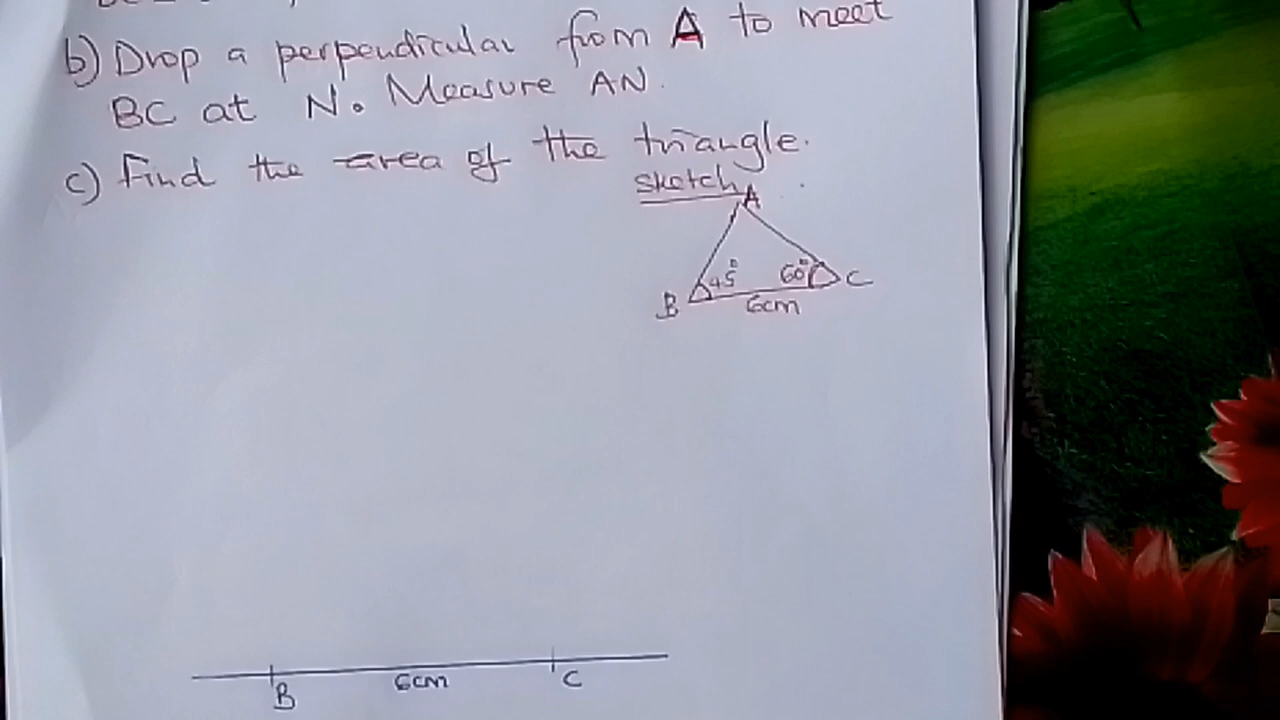 b) Drop a perpendicular from A to meet
BC at N. Measure AN.
c) Find the area of the triangle.
sketch
A
45°
60°
B
C
6cm
B
6cm
C